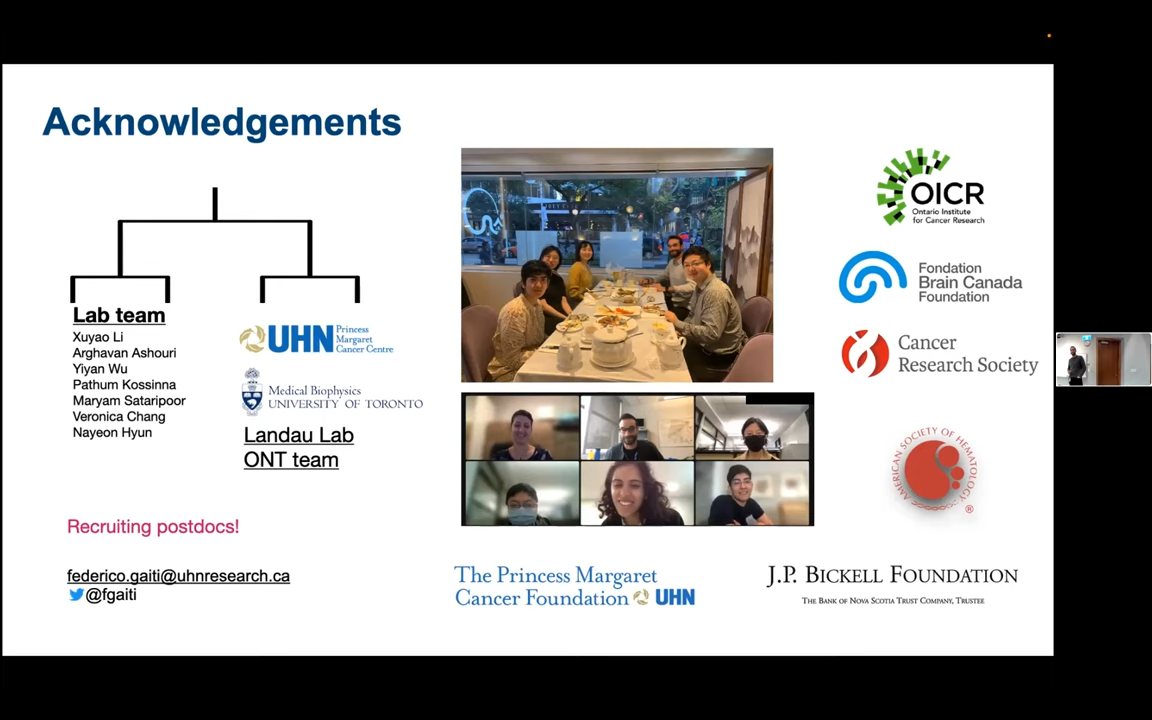 Acknowledgements
Lab team
Xuyao Li
Arghavan Ashouri
Yiyan Wu
Pathum Kossinna
Maryam Sataripoor
Veronica Chang
Nayeon Hyun
UHN Princess
Margaret
Cancer Centre
Medical Biophysics
UNIVERSITY OF TORONTO
Landau Lab
ONT team
Recruiting postdocs!
federico.gaiti@uhnresearch.ca
@fgaiti
OICR
Ontario Institute
for Cancer Research
Fondation
Brain Canada
Foundation
Cancer
Research Society
AMERICAN SOCIETY OF HEMATOLOGY
®
The Princess Margaret
Cancer Foundation UHN
J.P. BICKELL FOUNDATION
THE BANK OF NOVA SCOTIA TRUST COMPANY, TRUSTEE